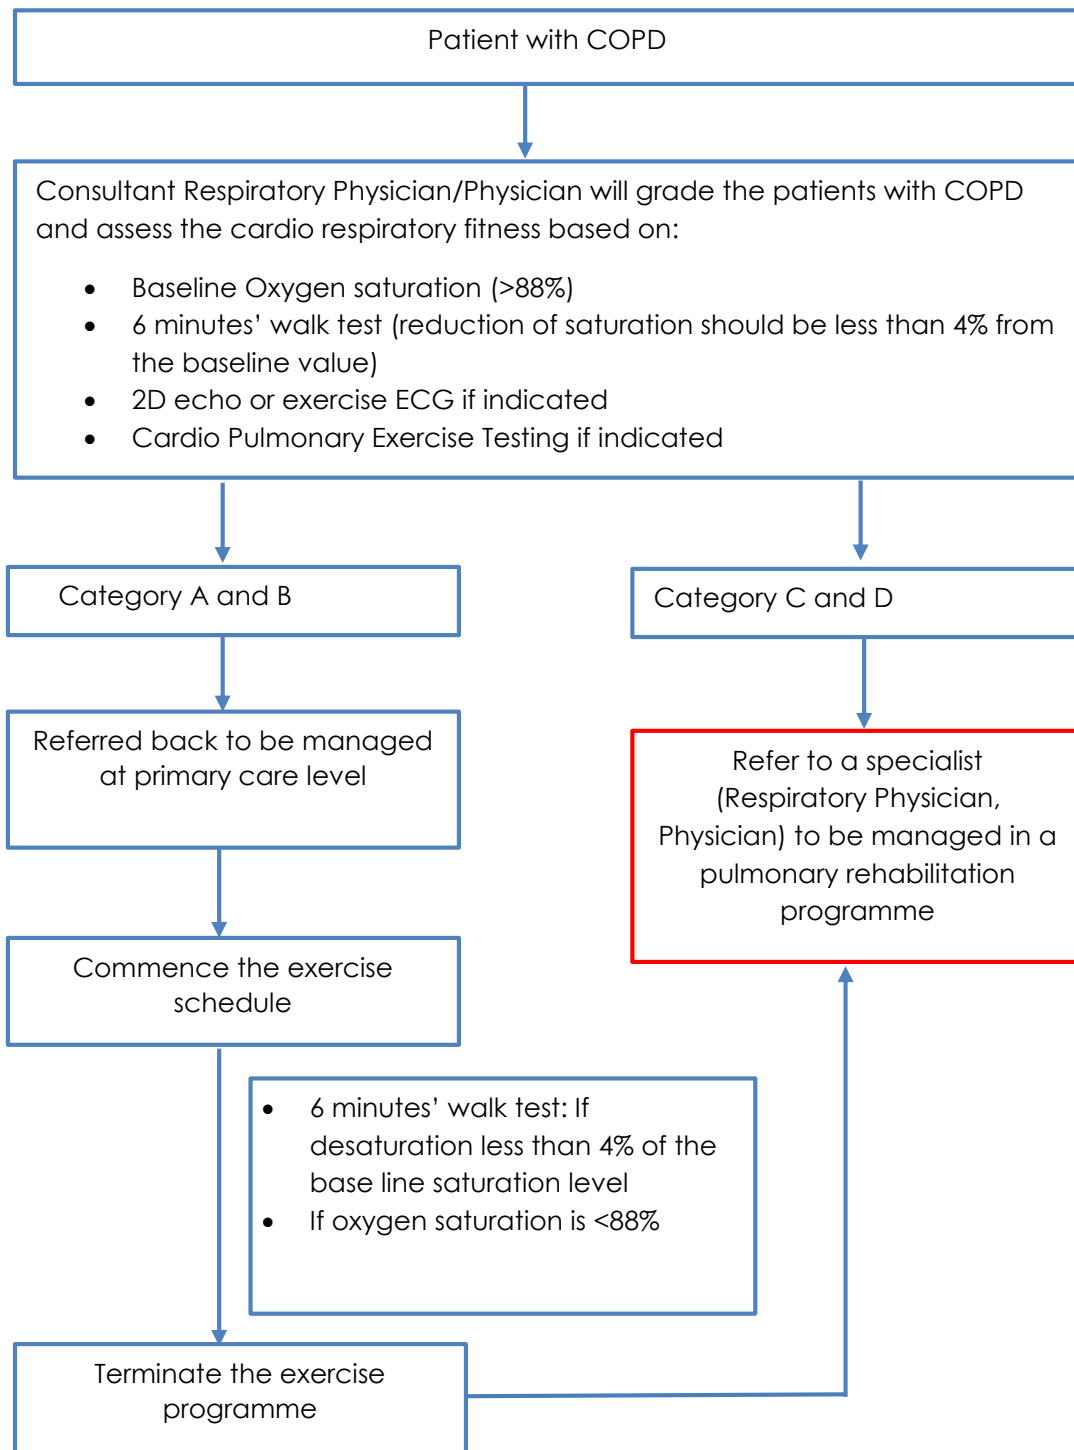 Patient with COPD
Consultant Respiratory Physician/Physician will grade the patients with COPD
and assess the cardio respiratory fitness based on:
• Baseline Oxygen saturation (>88%)
• 6 minutes’ walk test (reduction of saturation should be less than 4% from
the baseline value)
• 2D echo or exercise ECG if indicated
• Cardio Pulmonary Exercise Testing if indicated
Category A and B
Category C and D
Referred back to be managed
at primary care level
Refer to a specialist
(Respiratory Physician,
Physician) to be managed in a
pulmonary rehabilitation
programme
Commence the exercise
schedule
• 6 minutes’ walk test: If
desaturation less than 4% of the
base line saturation level
• If oxygen saturation is <88%
Terminate the exercise
programme